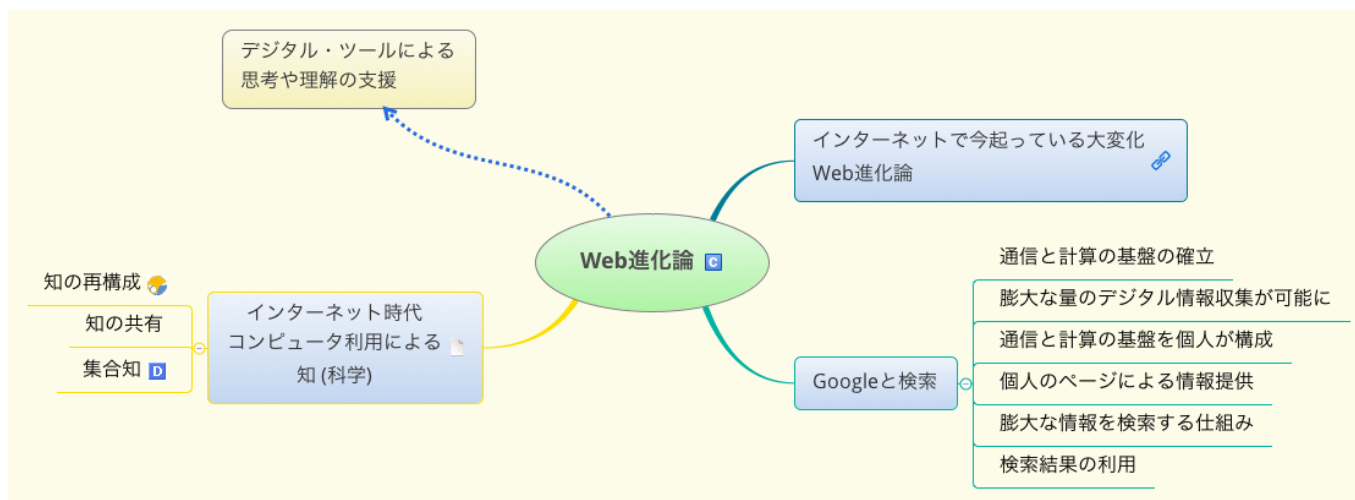 デジタル・ツールによる
思考や理解の支援
インターネットで今起っている大変化
Web進化論
Web進化論 C
知の再構成
知の共有
集合知 D
インターネット時代
コンピュータ利用による
知 (科学)
Googleと検索
通信と計算の基盤の確立
膨大な量のデジタル情報収集が可能に
通信と計算の基盤を個人が構成
個人のページによる情報提供
膨大な情報を検索する仕組み
検索結果の利用